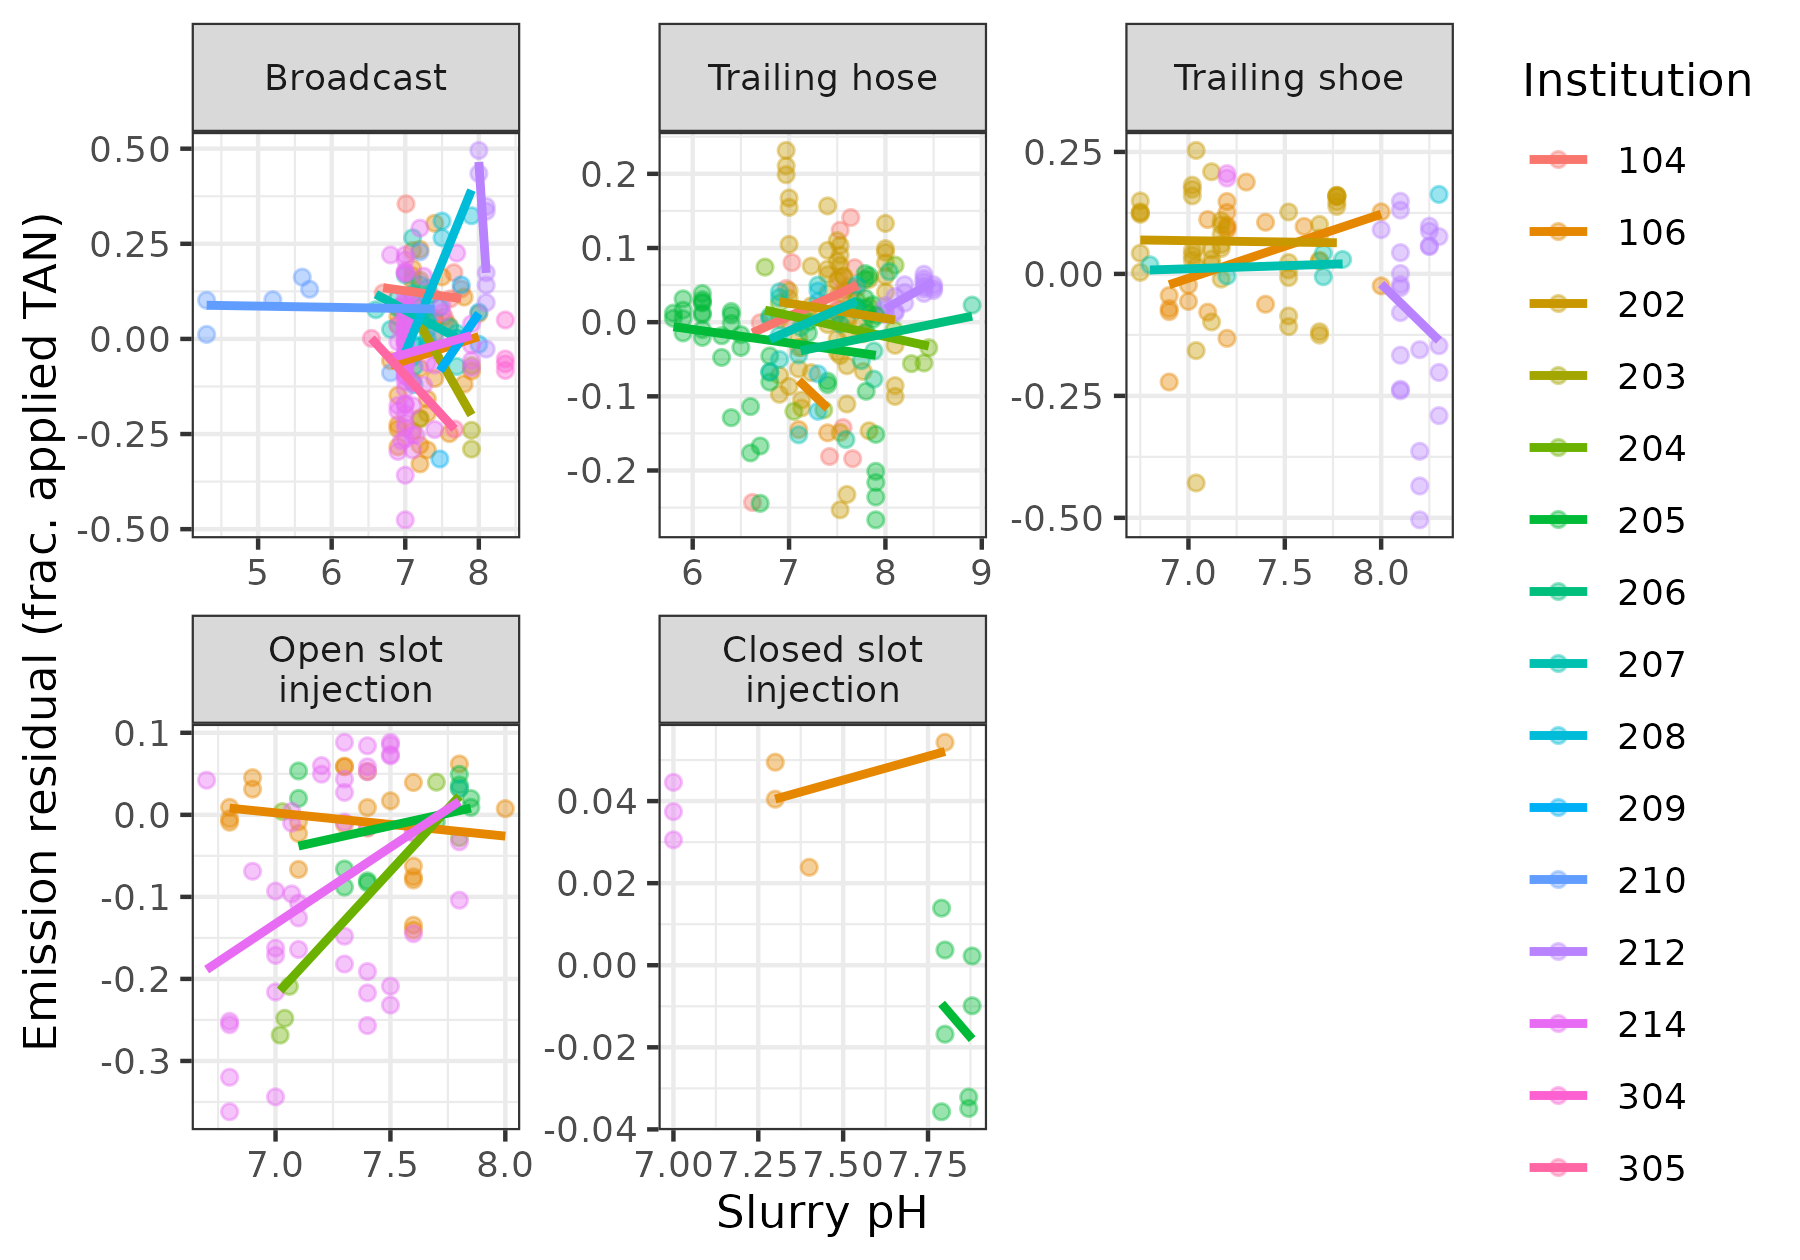 Broadcast
Trailing hose
Trailing shoe
Institution
0.50
0.25
0.00
-0.25
-0.50
5 6 7 8
0.2
0.1
0.0
-0.1
-0.2
6 7 8 9
0.25
0.00
-0.25
-0.50
7.0 7.5 8.0
104
106
202
203
204
205
206
207
208
209
210
212
214
304
305
Emission residual (frac. applied TAN)
Open slot
injection
0.1
0.0
-0.1
-0.2
-0.3
7.0 7.5 8.0
Closed slot
injection
0.04
0.02
0.00
-0.02
-0.04
7.00 7.25 7.50 7.75
Slurry pH